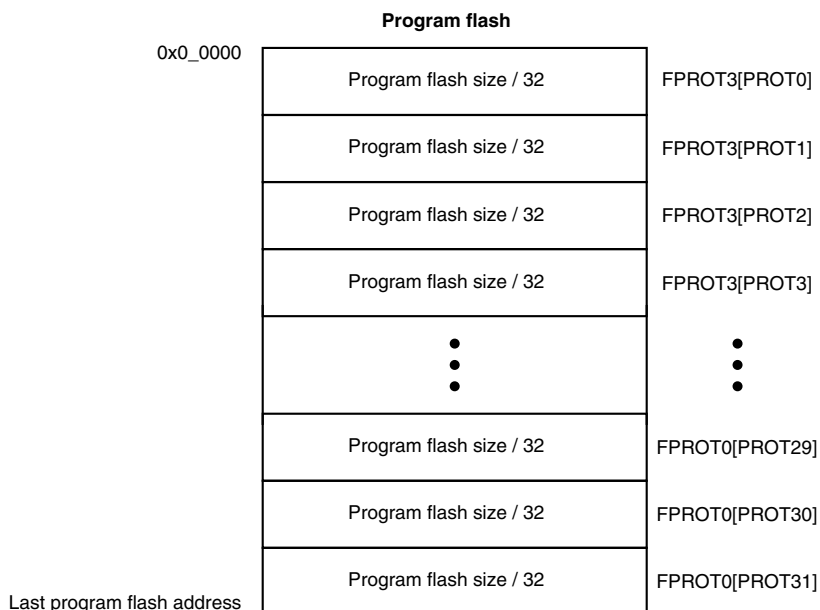 Program flash
0x0_0000
Program flash size / 32 FPROT3[PROT0]
Program flash size / 32 FPROT3[PROT1]
Program flash size / 32 FPROT3[PROT2]
Program flash size / 32 FPROT3[PROT3]
Program flash size / 32 FPROT0[PROT29]
Program flash size / 32 FPROT0[PROT30]
Program flash size / 32 FPROT0[PROT31]
Last program flash address